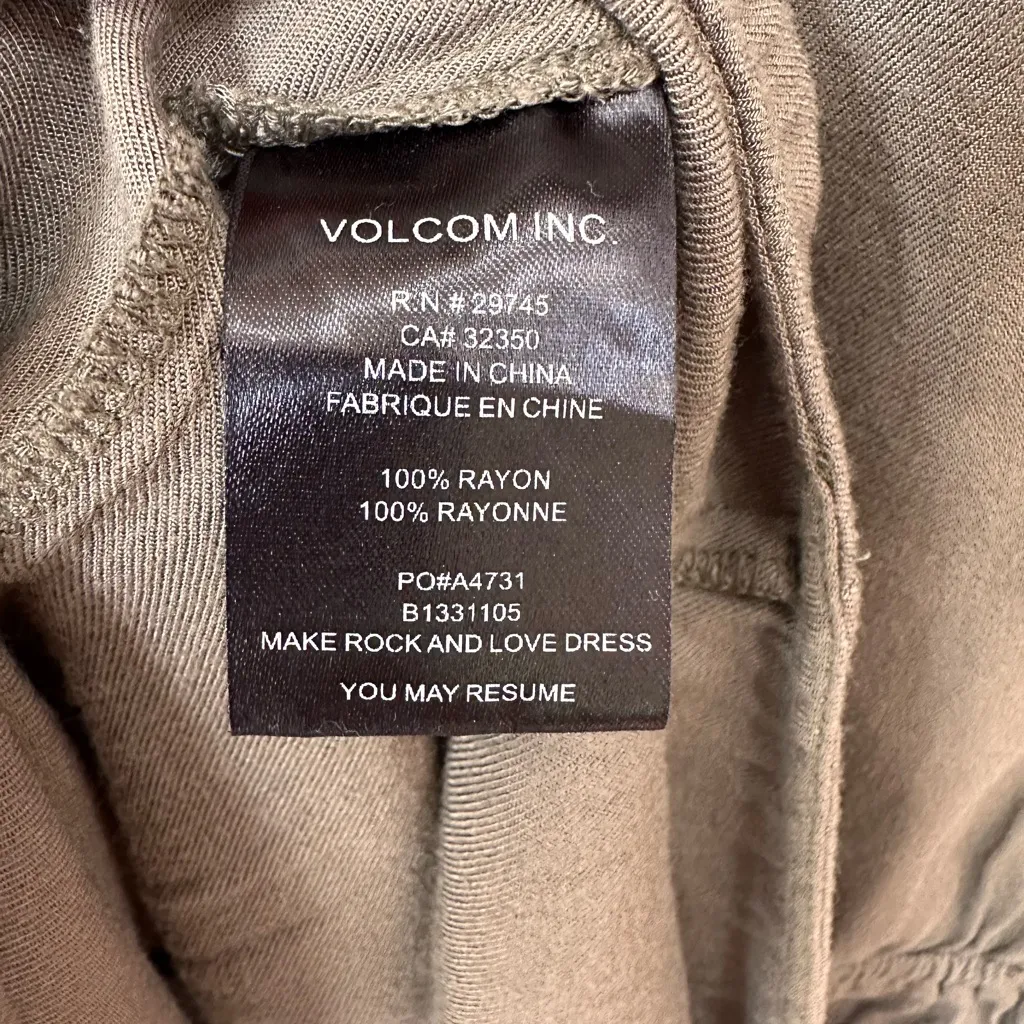 VOLCOM INC.
R.N.# 29745
CA# 32350
MADE IN CHINA
FABRIQUE EN CHINE
100% RAYON
100% RAYONNE
PO#A4731
B1331105
MAKE ROCK AND LOVE DRESS
YOU MAY RESUME